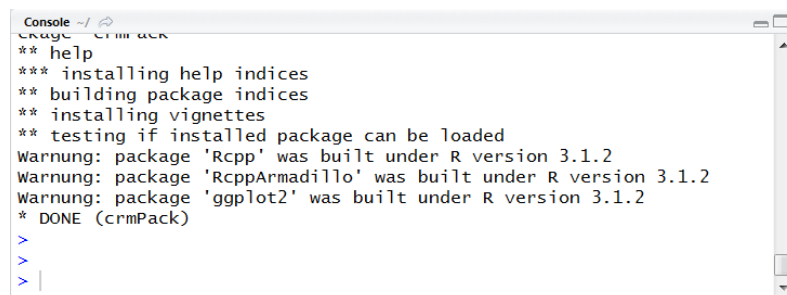 Console ~/
** help
*** installing help indices
** building package indices
** installing vignettes
** testing if installed package can be loaded
Warnung: package 'Rcpp' was built under R version 3.1.2
Warnung: package 'RcppArmadillo' was built under R version 3.1.2
Warnung: package 'ggplot2' was built under R version 3.1.2
* DONE (crmPack)
>
>
>